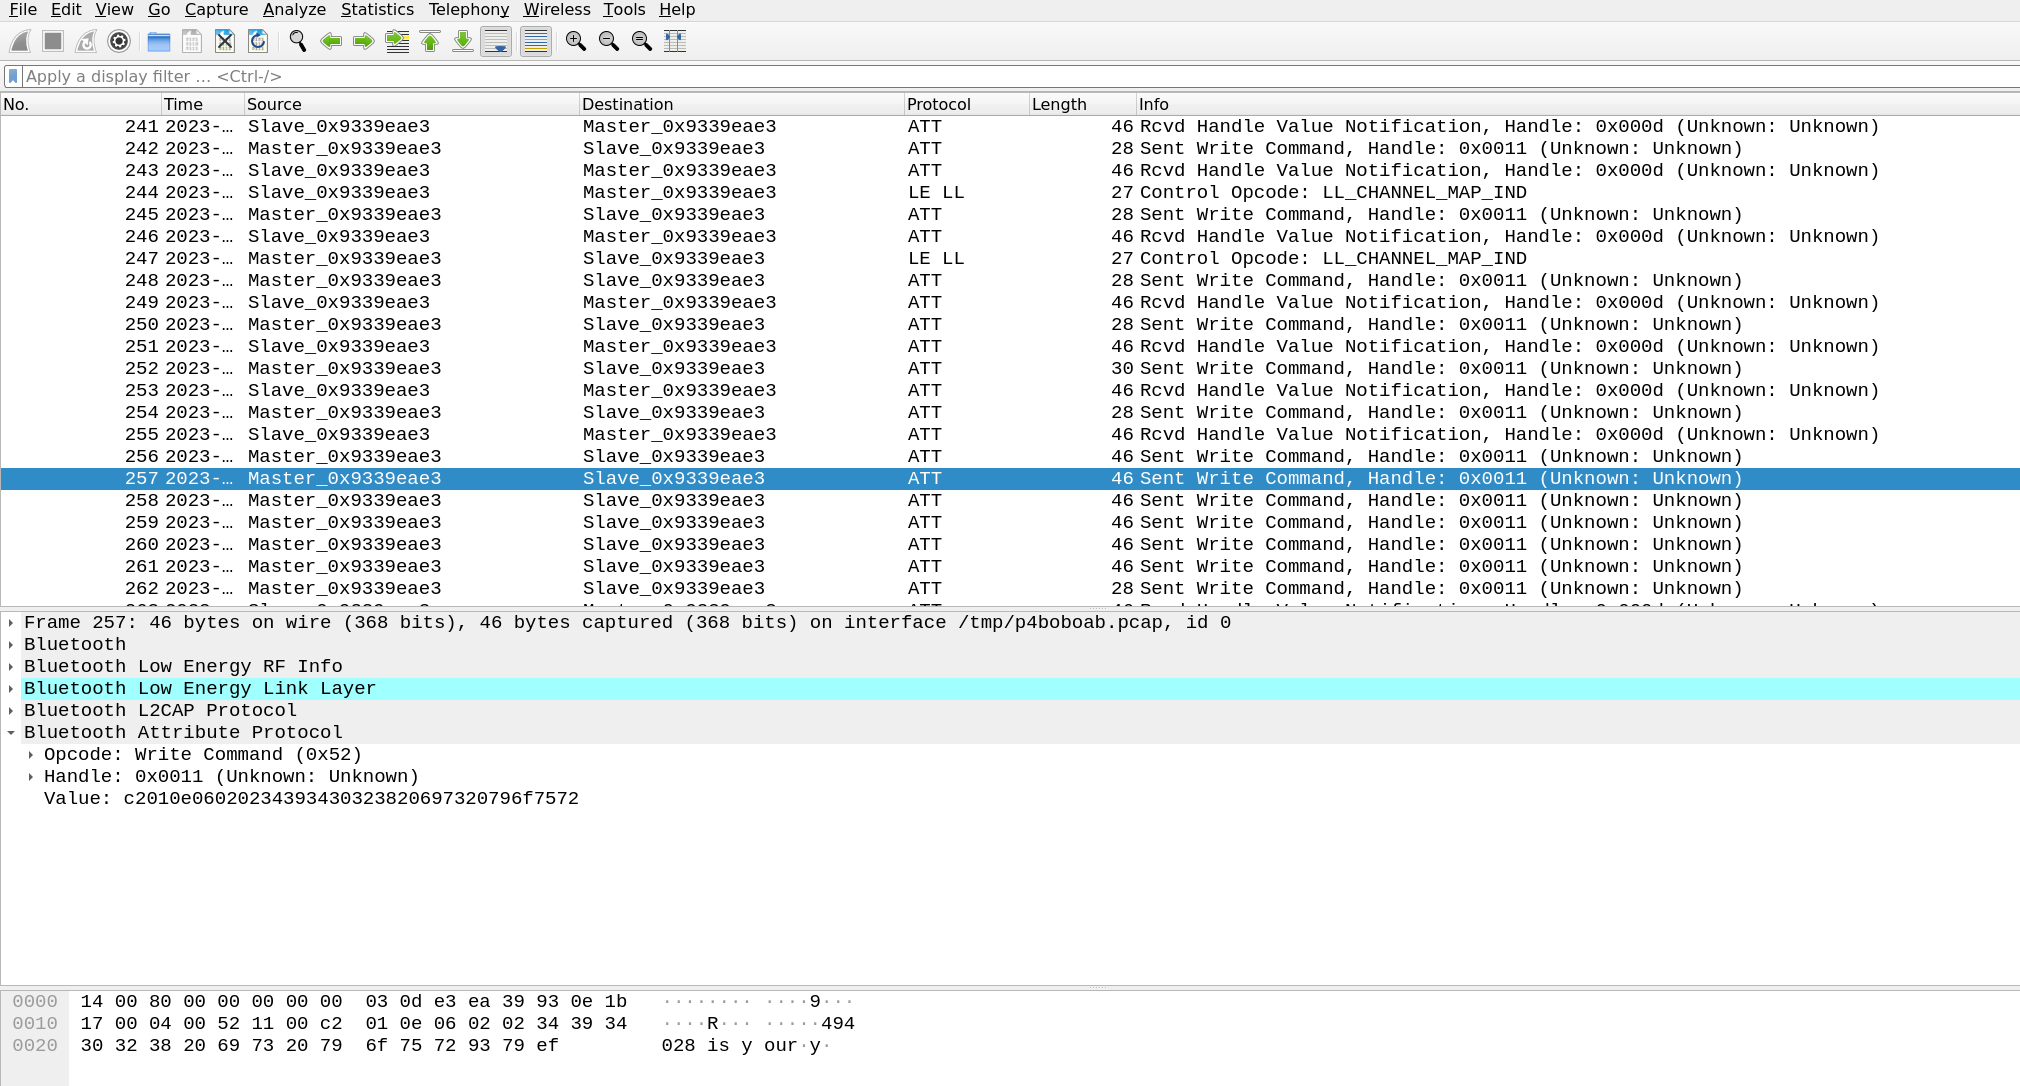 File Edit View Go Capture Analyze Statistics Telephony Wireless Tools Help
Apply a display filter … <Ctrl-/>
No. Time Source Destination Protocol Length Info
241 2023-… Slave_0x9339eae3 Master_0x9339eae3 ATT 46 Rcvd Handle Value Notification, Handle: 0x000d (Unknown: Unknown)
242 2023-… Master_0x9339eae3 Slave_0x9339eae3 ATT 28 Sent Write Command, Handle: 0x0011 (Unknown: Unknown)
243 2023-… Slave_0x9339eae3 Master_0x9339eae3 ATT 46 Rcvd Handle Value Notification, Handle: 0x000d (Unknown: Unknown)
244 2023-… Slave_0x9339eae3 Master_0x9339eae3 LE LL 27 Control Opcode: LL_CHANNEL_MAP_IND
245 2023-… Master_0x9339eae3 Slave_0x9339eae3 ATT 28 Sent Write Command, Handle: 0x0011 (Unknown: Unknown)
246 2023-… Slave_0x9339eae3 Master_0x9339eae3 ATT 46 Rcvd Handle Value Notification, Handle: 0x000d (Unknown: Unknown)
247 2023-… Master_0x9339eae3 Slave_0x9339eae3 LE LL 27 Control Opcode: LL_CHANNEL_MAP_IND
248 2023-… Master_0x9339eae3 Slave_0x9339eae3 ATT 28 Sent Write Command, Handle: 0x0011 (Unknown: Unknown)
249 2023-… Slave_0x9339eae3 Master_0x9339eae3 ATT 46 Rcvd Handle Value Notification, Handle: 0x000d (Unknown: Unknown)
250 2023-… Master_0x9339eae3 Slave_0x9339eae3 ATT 28 Sent Write Command, Handle: 0x0011 (Unknown: Unknown)
251 2023-… Slave_0x9339eae3 Master_0x9339eae3 ATT 46 Rcvd Handle Value Notification, Handle: 0x000d (Unknown: Unknown)
252 2023-… Master_0x9339eae3 Slave_0x9339eae3 ATT 30 Sent Write Command, Handle: 0x0011 (Unknown: Unknown)
253 2023-… Slave_0x9339eae3 Master_0x9339eae3 ATT 46 Rcvd Handle Value Notification, Handle: 0x000d (Unknown: Unknown)
254 2023-… Master_0x9339eae3 Slave_0x9339eae3 ATT 28 Sent Write Command, Handle: 0x0011 (Unknown: Unknown)
255 2023-… Slave_0x9339eae3 Master_0x9339eae3 ATT 46 Rcvd Handle Value Notification, Handle: 0x000d (Unknown: Unknown)
256 2023-… Master_0x9339eae3 Slave_0x9339eae3 ATT 46 Sent Write Command, Handle: 0x0011 (Unknown: Unknown)
257 2023-… Master_0x9339eae3 Slave_0x9339eae3 ATT 46 Sent Write Command, Handle: 0x0011 (Unknown: Unknown)
258 2023-… Master_0x9339eae3 Slave_0x9339eae3 ATT 46 Sent Write Command, Handle: 0x0011 (Unknown: Unknown)
259 2023-… Master_0x9339eae3 Slave_0x9339eae3 ATT 46 Sent Write Command, Handle: 0x0011 (Unknown: Unknown)
260 2023-… Master_0x9339eae3 Slave_0x9339eae3 ATT 46 Sent Write Command, Handle: 0x0011 (Unknown: Unknown)
261 2023-… Master_0x9339eae3 Slave_0x9339eae3 ATT 46 Sent Write Command, Handle: 0x0011 (Unknown: Unknown)
262 2023-… Master_0x9339eae3 Slave_0x9339eae3 ATT 28 Sent Write Command, Handle: 0x0011 (Unknown: Unknown)
Frame 257: 46 bytes on wire (368 bits), 46 bytes captured (368 bits) on interface /tmp/p4boboab.pcap, id 0
Bluetooth
Bluetooth Low Energy RF Info
Bluetooth Low Energy Link Layer
Bluetooth L2CAP Protocol
Bluetooth Attribute Protocol
Opcode: Write Command (0x52)
Handle: 0x0011 (Unknown: Unknown)
Value: c2010e0602023439343032382069732079​6f7572
0000 14 00 80 00 00 00 00 00 03 0d e3 ea 39 93 0e 1b ········ ····9···
0010 17 00 04 00 52 11 00 c2 01 0e 06 02 02 34 39 34 ····R··· ·····494
0020 30 32 38 20 69 73 20 79 6f 75 72 93 79 ef 028 is y our·y·